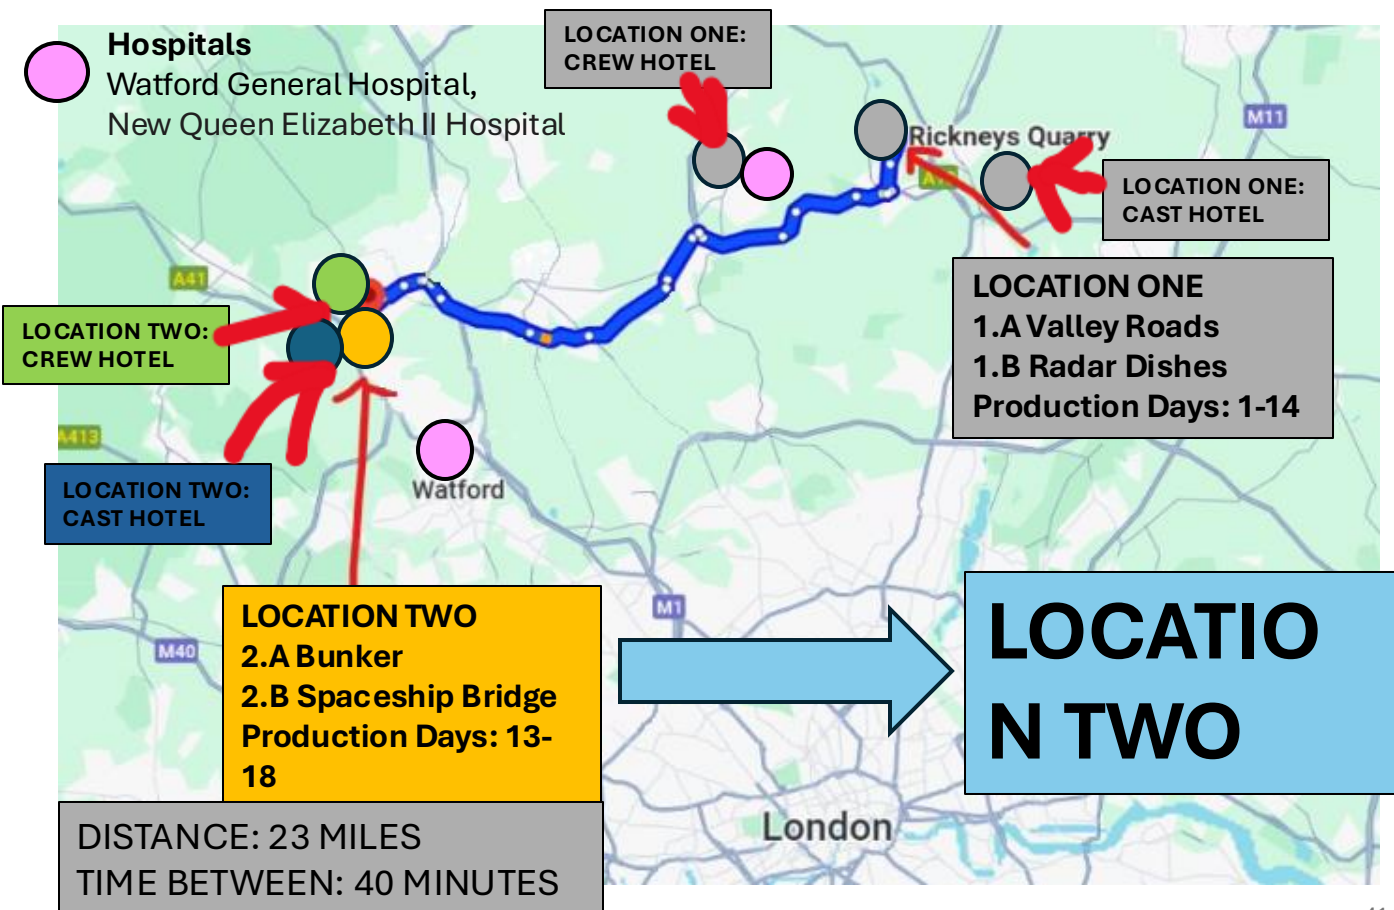 Hospitals
Watford General Hospital,
New Queen Elizabeth II Hospital
LOCATION ONE:
CREW HOTEL
M11
Rickneys Quarry
LOCATION ONE:
CAST HOTEL
A41
LOCATION ONE
1.A Valley Roads
1.B Radar Dishes
Production Days: 1-14
LOCATION TWO:
CREW HOTEL
A413
LOCATION TWO:
CAST HOTEL
Watford
M1
M40
LOCATION TWO
2.A Bunker
2.B Spaceship Bridge
Production Days: 13-
18
LOCATIO
N TWO
London
DISTANCE: 23 MILES
TIME BETWEEN: 40 MINUTES